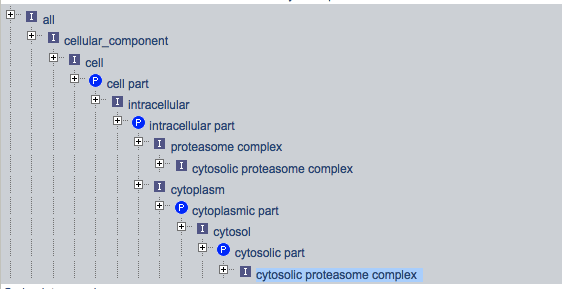 I all
I cellular_component
I cell
P cell part
I intracellular
P intracellular part
I proteasome complex
I cytosolic proteasome complex
I cytoplasm
P cytoplasmic part
I cytosol
P cytosolic part
I cytosolic proteasome complex